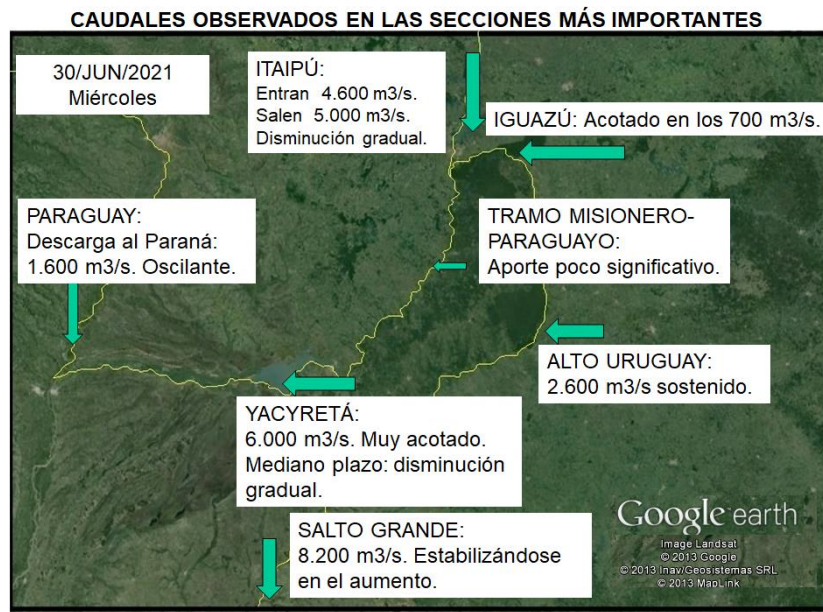 CAUDALES OBSERVADOS EN LAS SECCIONES MÁS IMPORTANTES
30/JUN/2021
Miércoles
ITAIPÚ:
Entran 4.600 m3/s.
Salen 5.000 m3/s.
Disminución gradual.
IGUAZÚ: Acotado en los 700 m3/s.
PARAGUAY:
Descarga al Paraná:
1.600 m3/s. Oscilante.
TRAMO MISIONERO-
PARAGUAYO:
Aporte poco significativo.
ALTO URUGUAY:
2.600 m3/s sostenido.
YACYRETÁ:
6.000 m3/s. Muy acotado.
Mediano plazo: disminución
gradual.
SALTO GRANDE:
8.200 m3/s. Estabilizándose
en el aumento.
Google earth
Image Landsat
© 2013 Google
© 2013 Inav/Geosistemas SRL
© 2013 MapLink